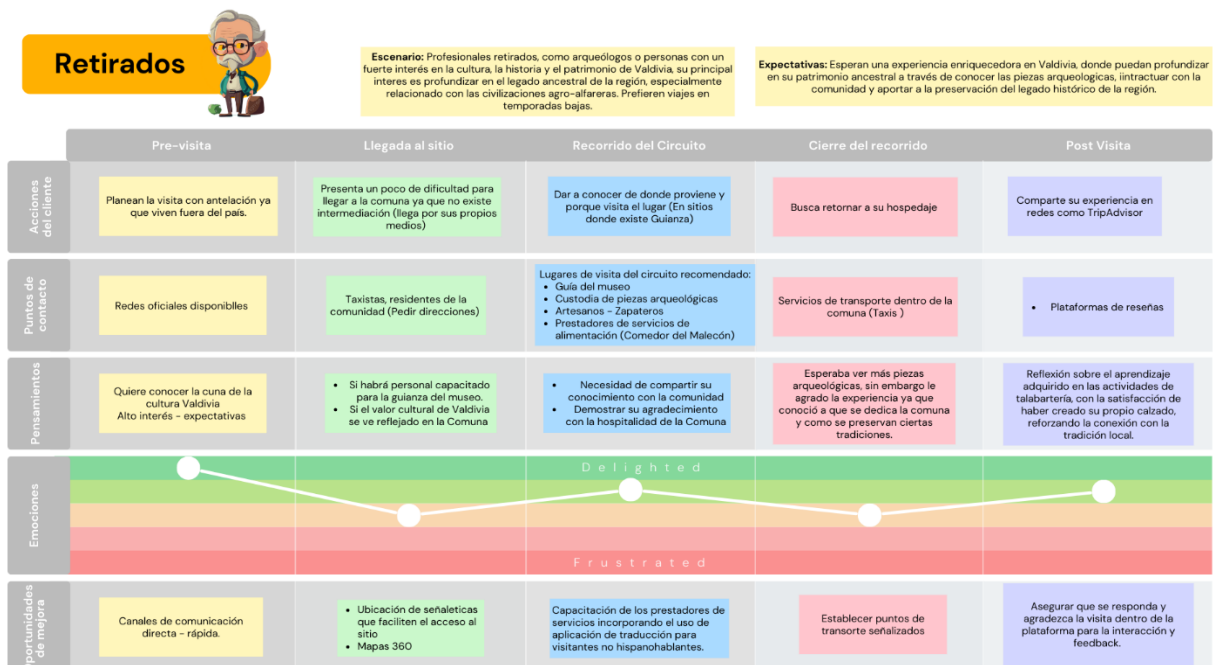 Retirados
Escenario: Profesionales retirados, como arqueólogos o personas con un
fuerte interés en la cultura, la historia y el patrimonio de Valdivia, su principal
interes es profundizar en el legado ancestral de la región, especialmente
relacionado con las civilizaciones agro-alfareras. Prefieren viajes en
temporadas bajas.
Expectativas: Esperan una experiencia enriquecedora en Valdivia, donde puedan profundizar
en su patrimonio ancestral a través de conocer las piezas arqueologicas, iintractuar con la
comunidad y aportar a la preservación del legado histórico de la región.
Pre-visita
Llegada al sitio
Recorrido del Circuito
Cierre del recorrido
Post Visita
Acciones
del cliente
Planean la visita con antelación ya
que viven fuera del país.
Presenta un poco de dificultad para
llegar a la comuna ya que no existe
intermediación (llega por sus propios
medios)
Dar a conocer de donde proviene y
porque visita el lugar (En sitios
donde existe Guianza)
Busca retornar a su hospedaje
Comparte su experiencia en
redes como TripAdvisor
Puntos de
contacto
Redes oficiales disponiblles
Taxistas, residentes de la
comunidad (Pedir direcciones)
Lugares de visita del circuito recomendado:
• Guía del museo
• Custodia de piezas arqueológicas
• Artesanos - Zapateros
• Prestadores de servicios de
alimentación (Comedor del Malecón)
Servicios de transporte dentro de la
comuna (Taxis )
• Plataformas de reseñas
Pensamientos
Quiere conocer la cuna de la
cultura Valdivia
Alto interés - expectativas
• Si habrá personal capacitado
para la guianza del museo.
• Si el valor cultural de Valdivia
se ve reflejado en la Comuna
• Necesidad de compartir su
conocimiento con la comunidad
• Demostrar su agradecimiento
con la hospitalidad de la Comuna
Esperaba ver más piezas
arqueológicas, sin embargo le
agrado la experiencia ya que
conoció a que se dedica la comuna
y como se preservan ciertas
tradiciones.
Reflexión sobre el aprendizaje
adquirido en las actividades de
talabartería, con la satisfacción de
haber creado su propio calzado,
reforzando la conexión con la
tradición local.
Emociones
Delighted
Frustrated
Oportunidades
de mejora
Canales de comunicación
directa - rápida.
• Ubicación de señaleticas
que faciliten el acceso al
sitio
• Mapas 360
Capacitación de los prestadores de
servicios incorporando el uso de
aplicación de traducción para
visitantes no hispanohablantes.
Establecer puntos de
transorte señalizados
Asegurar que se responda y
agradezca la visita dentro de la
plataforma para la interacción y
feedback.